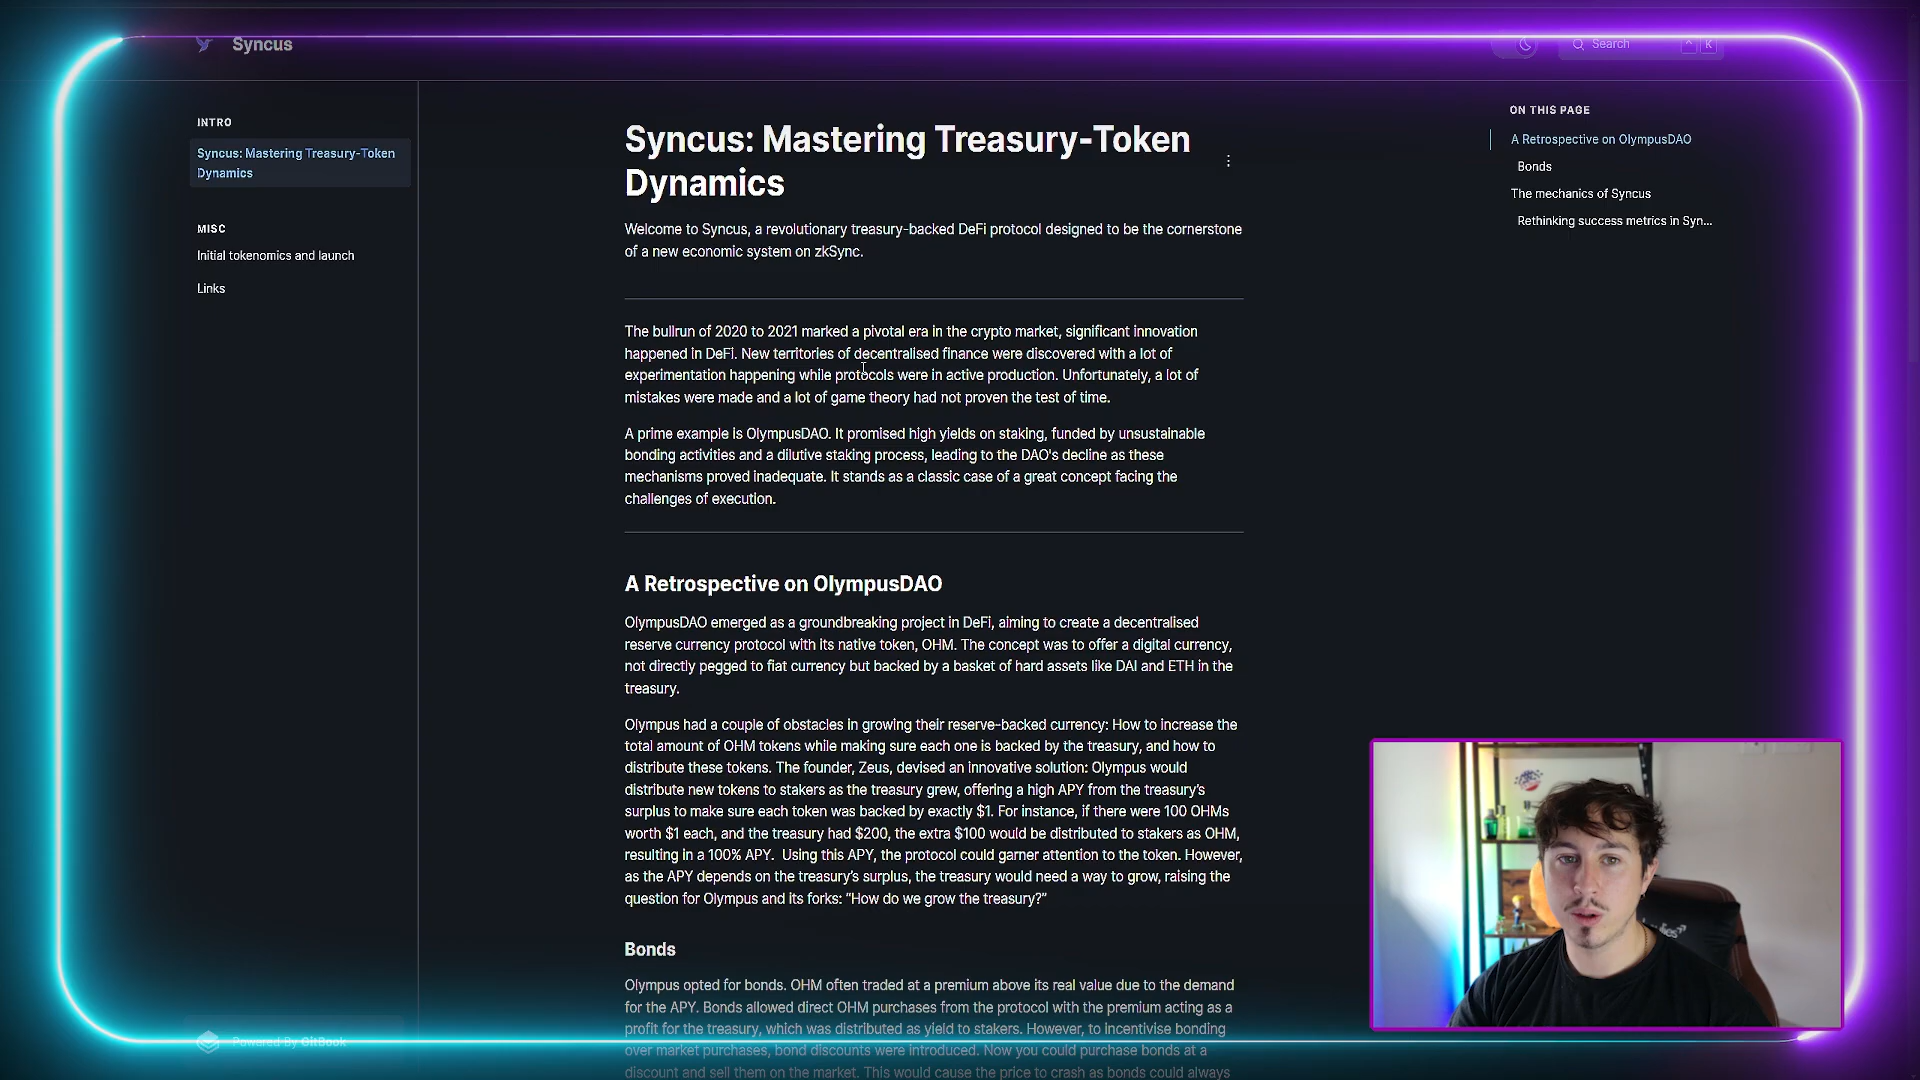 Syncus
Search
^ K
INTRO
Syncus: Mastering Treasury-Token
Dynamics
MISC
Initial tokenomics and launch
Links
Syncus: Mastering Treasury-Token
Dynamics
Welcome to Syncus, a revolutionary treasury-backed DeFi protocol designed to be the cornerstone
of a new economic system on zkSync.
The bullrun of 2020 to 2021 marked a pivotal era in the crypto market, significant innovation
happened in DeFi. New territories of decentralised finance were discovered with a lot of
experimentation happening while protocols were in active production. Unfortunately, a lot of
mistakes were made and a lot of game theory had not proven the test of time.
A prime example is OlympusDAO. It promised high yields on staking, funded by unsustainable
bonding activities and a dilutive staking process, leading to the DAO's decline as these
mechanisms proved inadequate. It stands as a classic case of a great concept facing the
challenges of execution.
A Retrospective on OlympusDAO
OlympusDAO emerged as a groundbreaking project in DeFi, aiming to create a decentralised
reserve currency protocol with its native token, OHM. The concept was to offer a digital currency,
not directly pegged to fiat currency but backed by a basket of hard assets like DAI and ETH in the
treasury.
Olympus had a couple of obstacles in growing their reserve-backed currency: How to increase the
total amount of OHM tokens while making sure each one is backed by the treasury, and how to
distribute these tokens. The founder, Zeus, devised an innovative solution: Olympus would
distribute new tokens to stakers as the treasury grew, offering a high APY from the treasury's
surplus to make sure each token was backed by exactly $1. For instance, if there were 100 OHMs
worth $1 each, and the treasury had $200, the extra $100 would be distributed to stakers as OHM,
resulting in a 100% APY. Using this APY, the protocol could garner attention to the token. However,
as the APY depends on the treasury's surplus, the treasury would need a way to grow, raising the
question for Olympus and its forks: “How do we grow the treasury?”
Bonds
Olympus opted for bonds. OHM often traded at a premium above its real value due to the demand
for the APY. Bonds allowed direct OHM purchases from the protocol with the premium acting as a
profit for the treasury, which was distributed as yield to stakers. However, to incentivise bonding
over market purchases, bond discounts were introduced. Now you could purchase bonds at a
discount and sell them on the market. This would cause the price to crash as bonds could always
ON THIS PAGE
A Retrospective on OlympusDAO
Bonds
The mechanics of Syncus
Rethinking success metrics in Syn...
Powered By GitBook